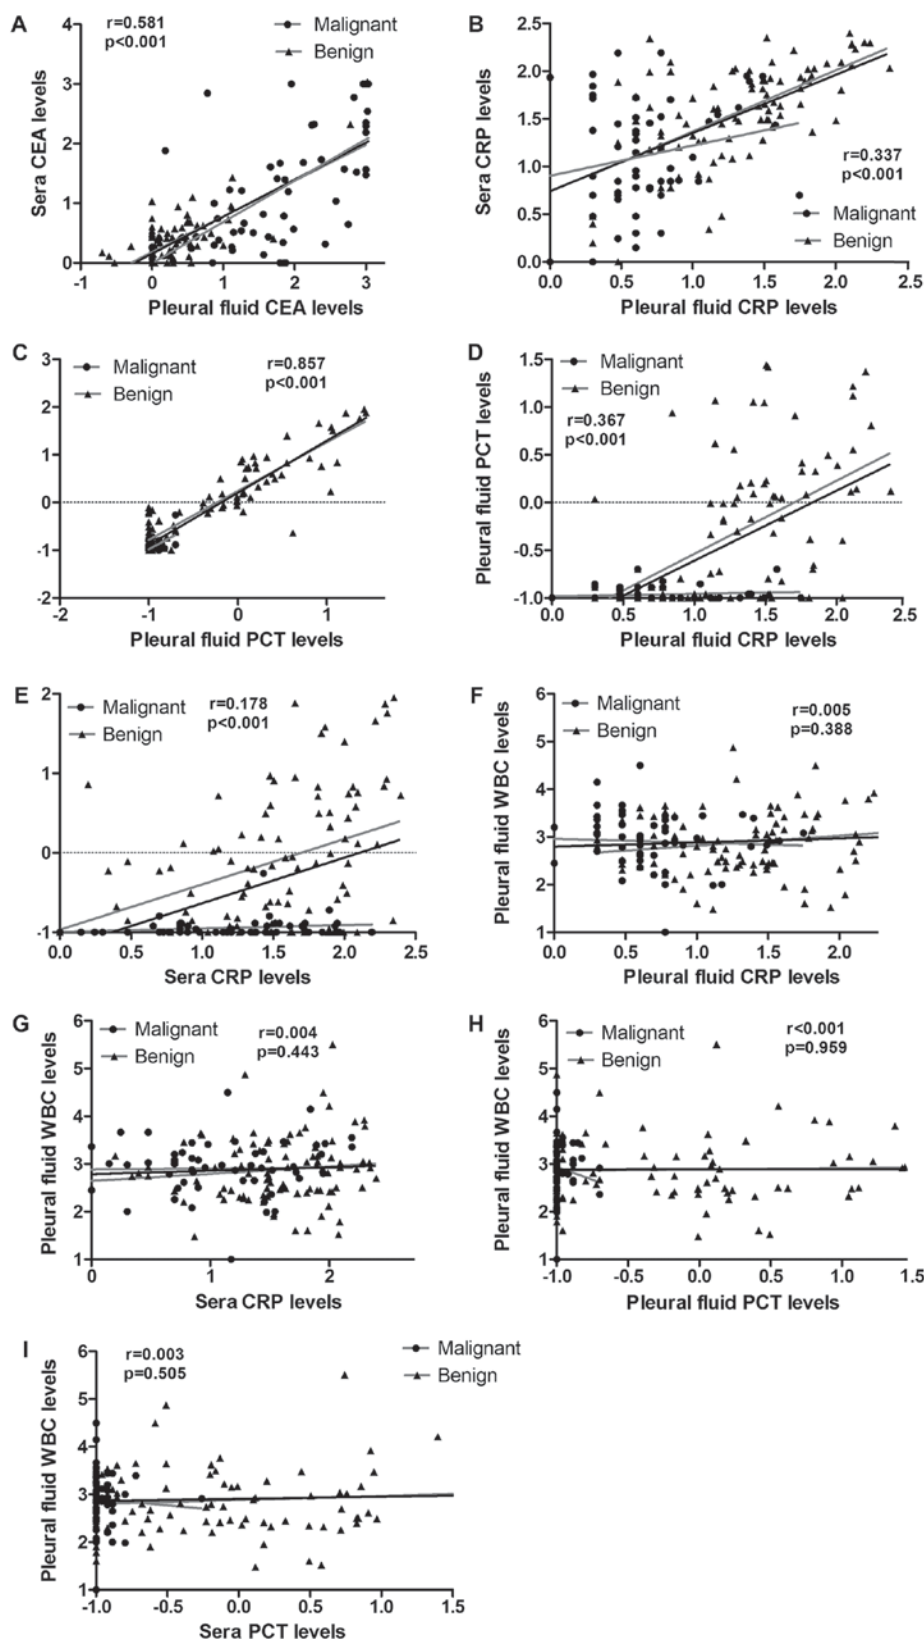 A
r=0.581
p<0.001
Malignant
Benign
Sera CEA levels
4
3
2
1
0
-1
0
1
2
3
Pleural fluid CEA levels
B
Sera CRP levels
2.5
2.0
1.5
1.0
0.5
0.0
r=0.337
p<0.001
Malignant
Benign
0.0
0.5
1.0
1.5
2.0
2.5
Pleural fluid CRP levels
C
Malignant
Benign
r=0.857
p<0.001
3
2
1
0
-1
-2
-2
-1
0
1
Pleural fluid PCT levels
D
Malignant
Benign
r=0.367
p<0.001
Pleural fluid PCT levels
1.5
1.0
0.5
0.0
-0.5
-1.0
0.0
0.5
1.0
1.5
2.0
2.5
Pleural fluid CRP levels
E
Malignant
Benign
r=0.178
p<0.001
2
1
0
-1
0.0
0.5
1.0
1.5
2.0
2.5
Sera CRP levels
F
Malignant
Benign
r=0.005
p=0.388
Pleural fluid WBC levels
6
5
4
3
2
1
0.0
0.5
1.0
1.5
2.0
Pleural fluid CRP levels
G
Malignant
Benign
r=0.004
p=0.443
Pleural fluid WBC levels
6
5
4
3
2
1
0
1
2
Sera CRP levels
H
Malignant
Benign
r<0.001
p=0.959
Pleural fluid WBC levels
6
5
4
3
2
1
-1.0
-0.5
0.0
0.5
1.0
1.5
Pleural fluid PCT levels
I
r=0.003
p=0.505
Malignant
Benign
Pleural fluid WBC levels
6
5
4
3
2
1
-1.0
-0.5
0.0
0.5
1.0
1.5
Sera PCT levels